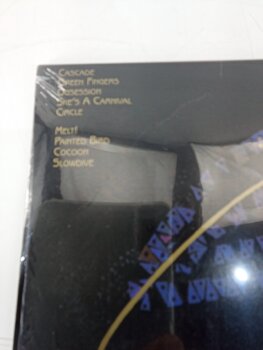 Cascade
Green Fingers
Obsession
She's A Carnival
Circle
Melt!
Painted Bird
Cocoon
Slowdive